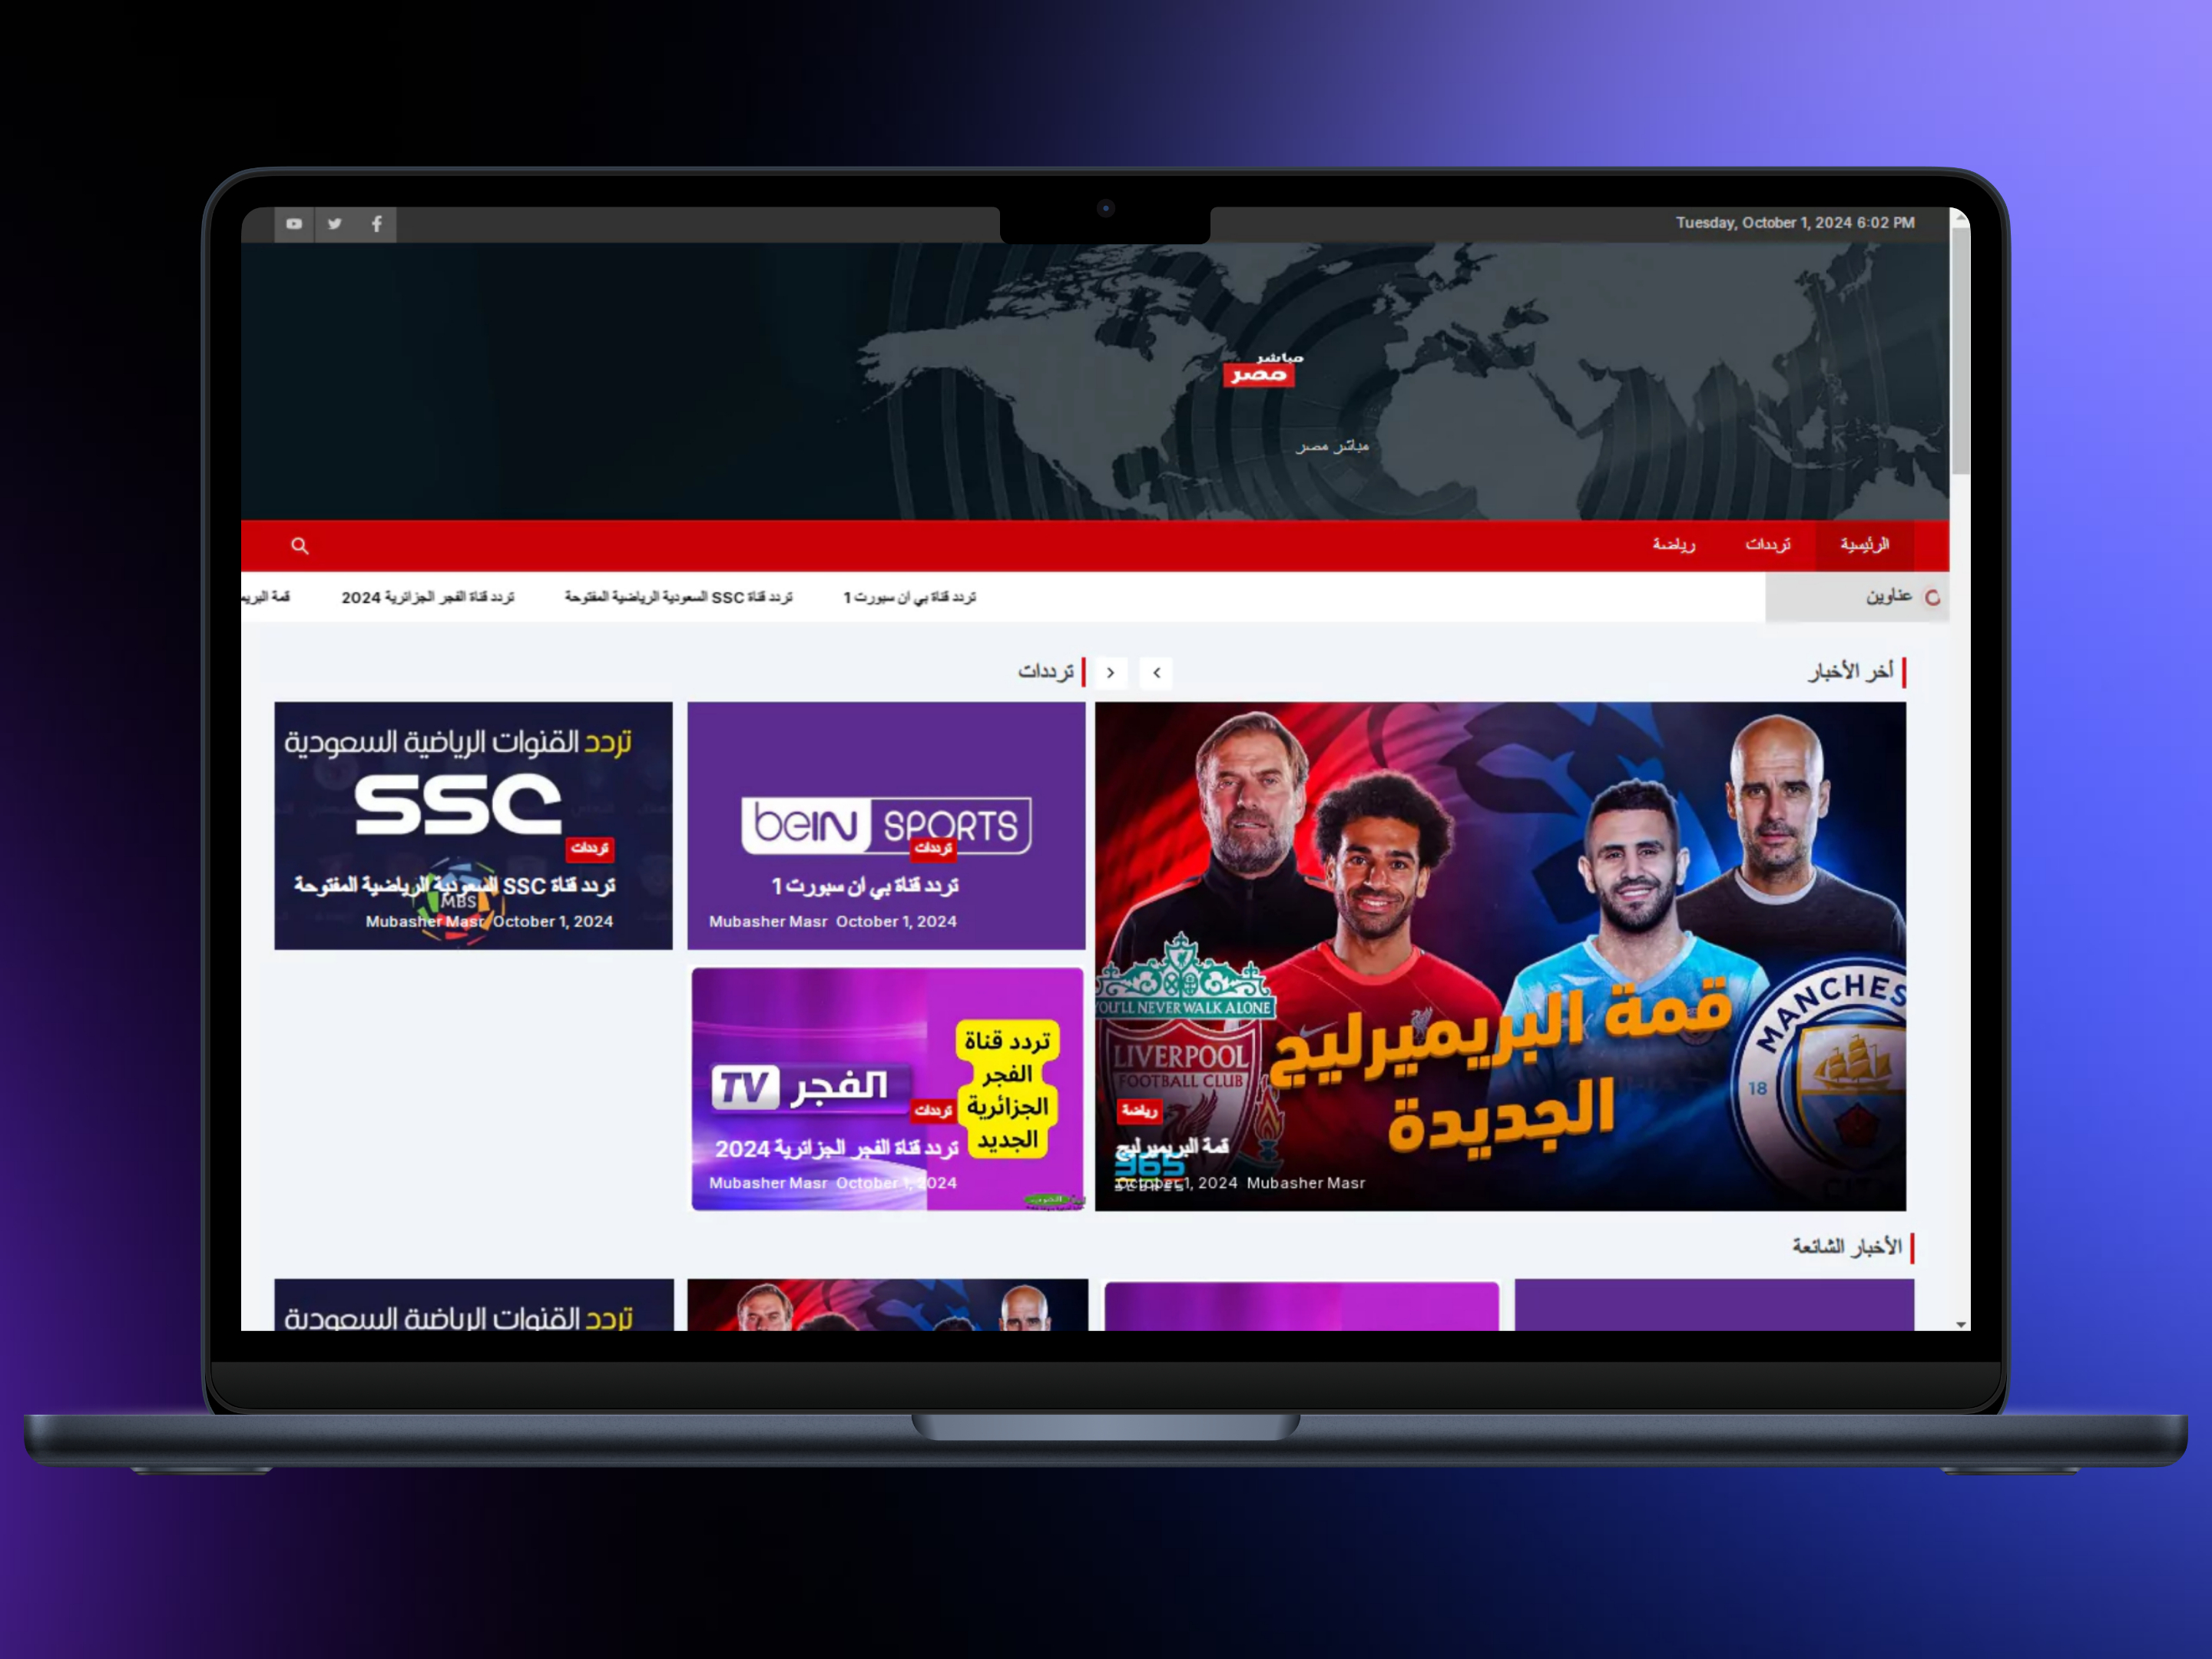 Tuesday, October 1, 2024 6:02 PM
مباشر
مصر
مباشر مصر
الرئيسية
ترددات
رياضة
عناوين
تردد قناة بي ان سبورت 1
تردد قناة SSC السعودية الرياضية المفتوحة
تردد قناة الفجر الجزائرية 2024
قمة البريم
أخر الأخبار
YOU'LL NEVER WALK ALONE
LIVERPOOL
FOOTBALL CLUB
MANCHES
18
CIT
قمة البريميرليج
الجديدة
رياضة
قمة البريميرليج
365
October 1, 2024 Mubasher Masr
ترددات
beIN SPORTS
ترددات
تردد قناة بي ان سبورت 1
Mubasher Masr October 1, 2024
تردد القنوات الرياضية السعودية
SSC
ترددات
تردد قناة SSC السعودية الرياضية المفتوحة
MBS
Mubasher Masr October 1, 2024
الفجر TV
تردد قناة
الفجر
الجزائرية
الجديد
ترددات
تردد قناة الفجر الجزائرية 2024
Mubasher Masr October 1, 2024
الأخبار الشائعة
تردد القنوات الرياضية السعودية